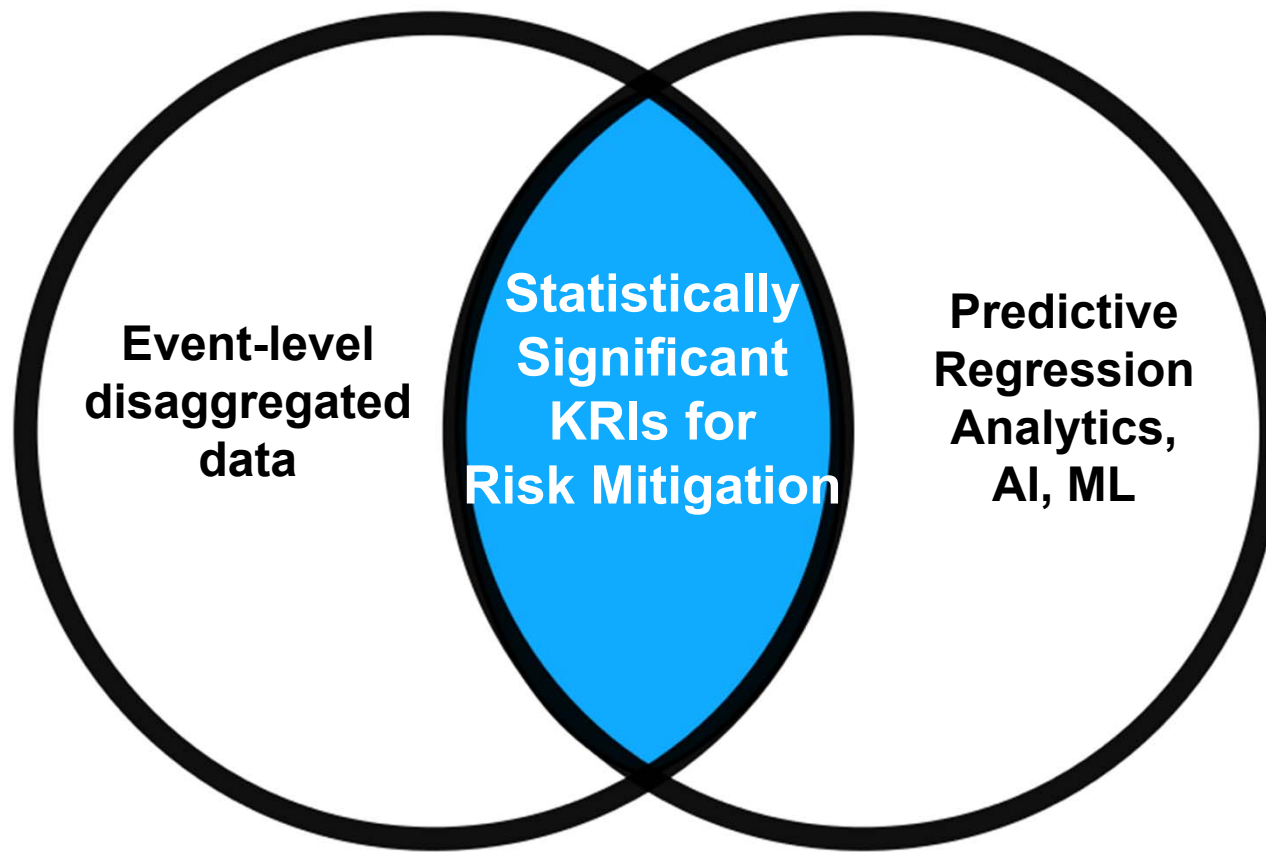 Event-level
disaggregated
data
Statistically
Significant
KRIs for
Risk Mitigation
Predictive
Regression
Analytics,
AI, ML